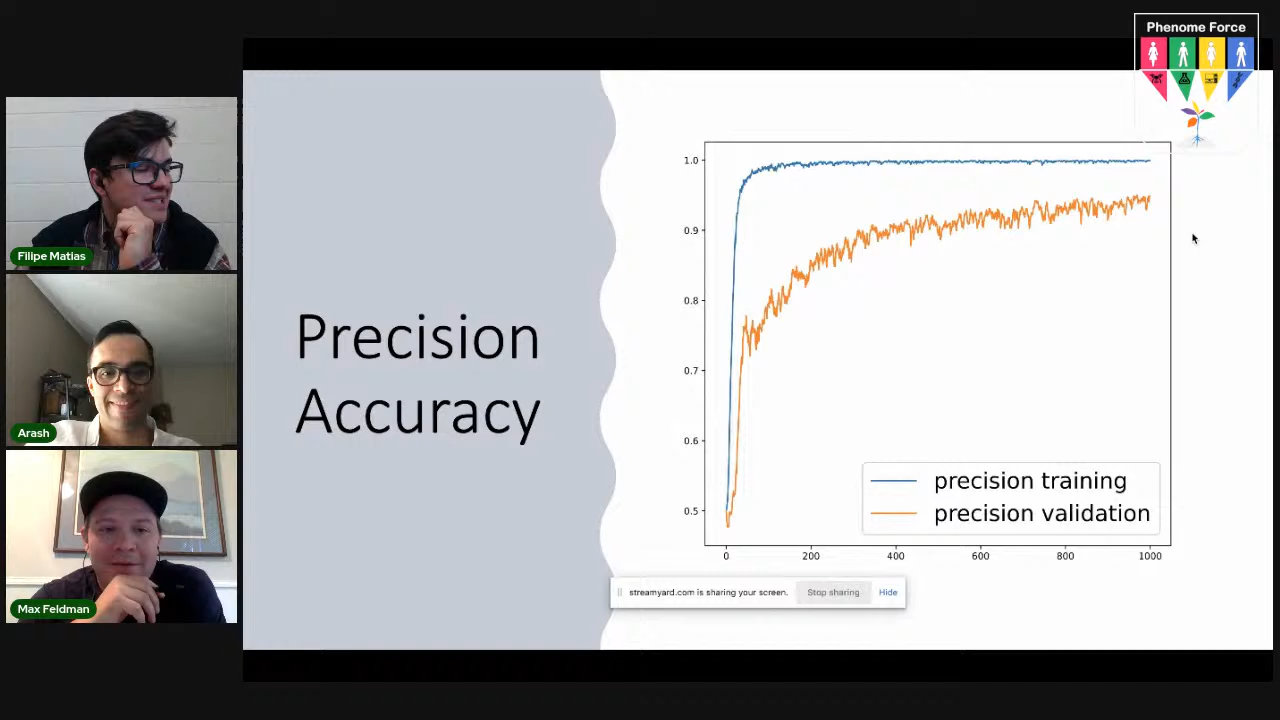 Phenome Force
Filipe Matias
Arash
Max Feldman
Precision
Accuracy
1.0
0.9
0.8
0.7
0.6
0.5
0
200
400
600
800
1000
precision training
precision validation
streamyard.com is sharing your screen.
Stop sharing
Hide